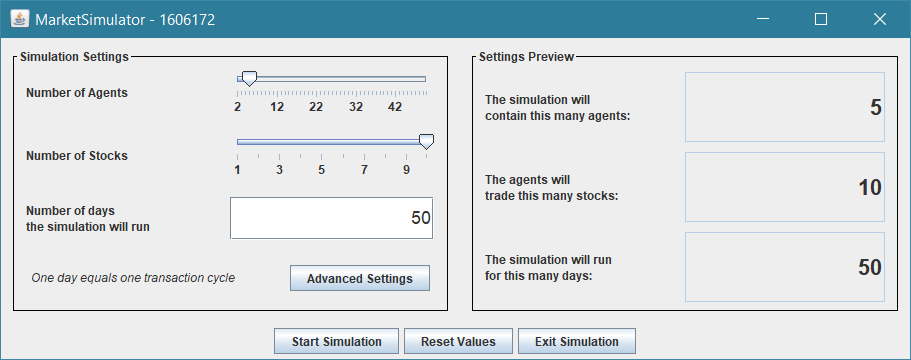 MarketSimulator - 1606172
Simulation Settings
Number of Agents
2 12 22 32 42
Number of Stocks
1 3 5 7 9
Number of days
the simulation will run
50
One day equals one transaction cycle
Advanced Settings
Settings Preview
The simulation will
contain this many agents:
5
The agents will
trade this many stocks:
10
The simulation will run
for this many days:
50
Start Simulation
Reset Values
Exit Simulation